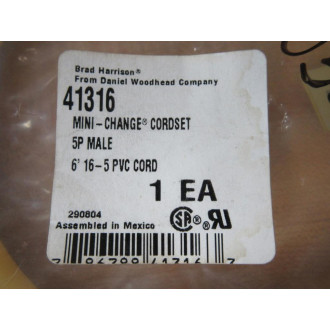 Brad Harrison®
From Daniel Woodhead Company
41316
MINI-CHANGE® CORDSET
5P MALE
6' 16-5 PVC CORD
1 EA
290804
Assembled in Mexico